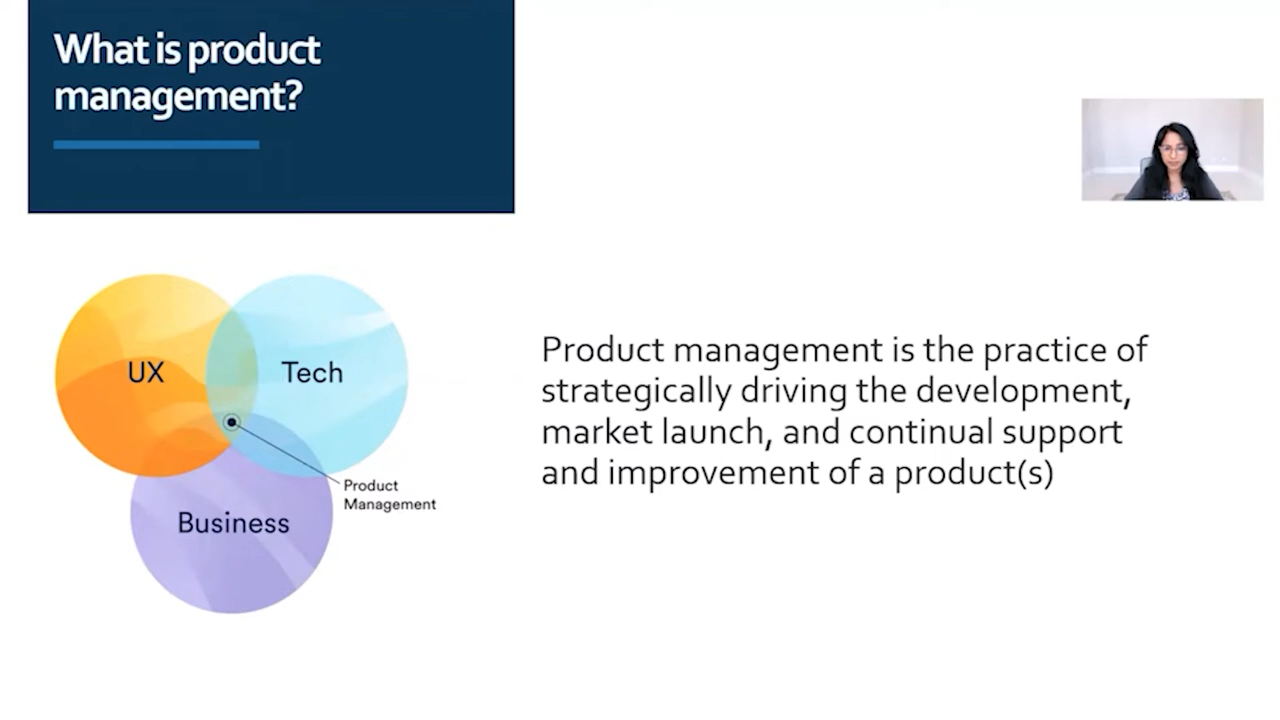 What is product
management?
UX
Tech
Product
Management
Business
Product management is the practice of
strategically driving the development,
market launch, and continual support
and improvement of a product(s)